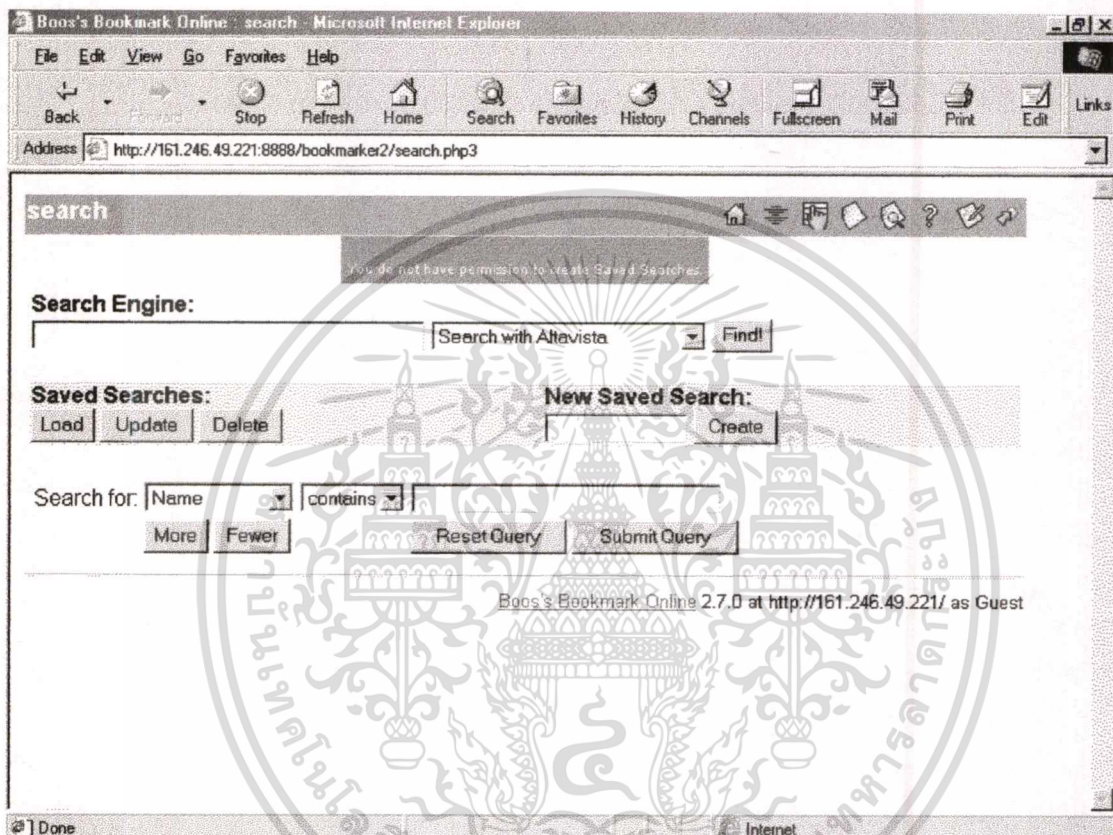 Boos's Bookmark Online : search - Microsoft Internet Explorer
File Edit View Go Favorites Help
Back Forward Stop Refresh Home Search Favorites History Channels Fullscreen Mail Print Edit Links
Address http://161.246.49.221:8888/bookmarker2/search.php3
search
You do not have permission to create Saved Searches.
Search Engine:
Search with Altavista Find!
Saved Searches: New Saved Search:
Load Update Delete Create
Search for: Name contains
More Fewer Reset Query Submit Query
Boos's Bookmark Online 2.7.0 at http://161.246.49.221/ as Guest
Done Internet